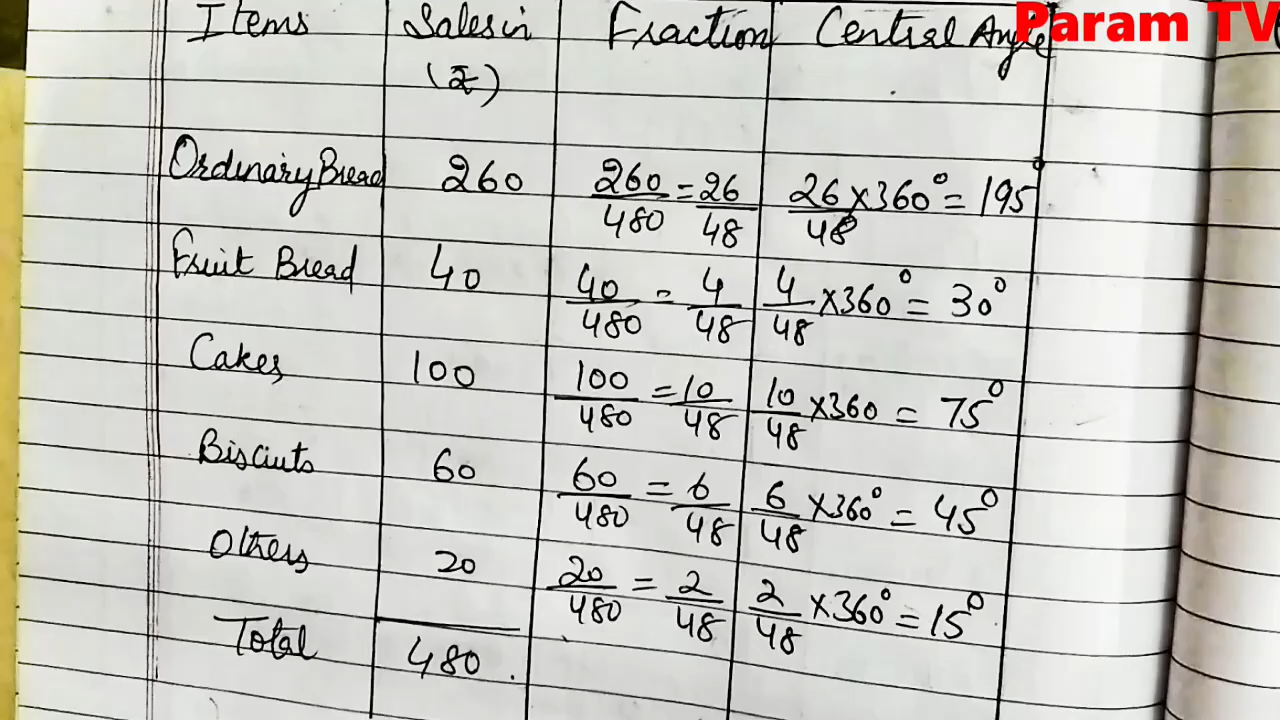 Items Sales in Fraction Central Angle
(₹)
Param TV
Ordinary Bread 260 260/480 = 26/48 26/48 ×360° = 195
Fruit Bread 40 40/480 = 4/48 4/48 ×360° = 30°
Cakes 100 100/480 = 10/48 10/48 ×360 = 75°
Bisciuts 60 60/480 = 6/48 6/48 ×360° = 45°
Others 20 20/480 = 2/48 2/48 ×360° = 15°
Total 480.